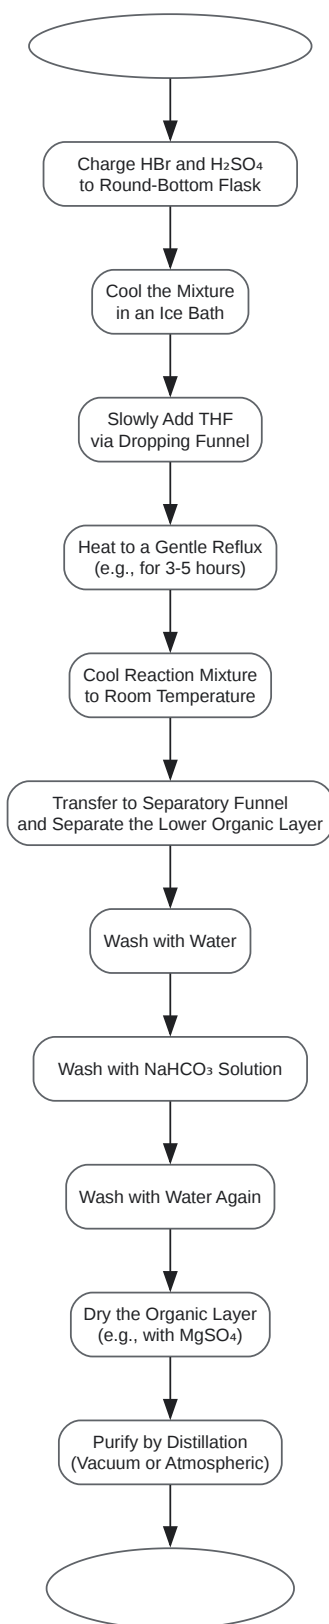 Charge HBr and H₂SO₄
to Round-Bottom Flask
Cool the Mixture
in an Ice Bath
Slowly Add THF
via Dropping Funnel
Heat to a Gentle Reflux
(e.g., for 3-5 hours)
Cool Reaction Mixture
to Room Temperature
Transfer to Separatory Funnel
and Separate the Lower Organic Layer
Wash with Water
Wash with NaHCO₃ Solution
Wash with Water Again
Dry the Organic Layer
(e.g., with MgSO₄)
Purify by Distillation
(Vacuum or Atmospheric)